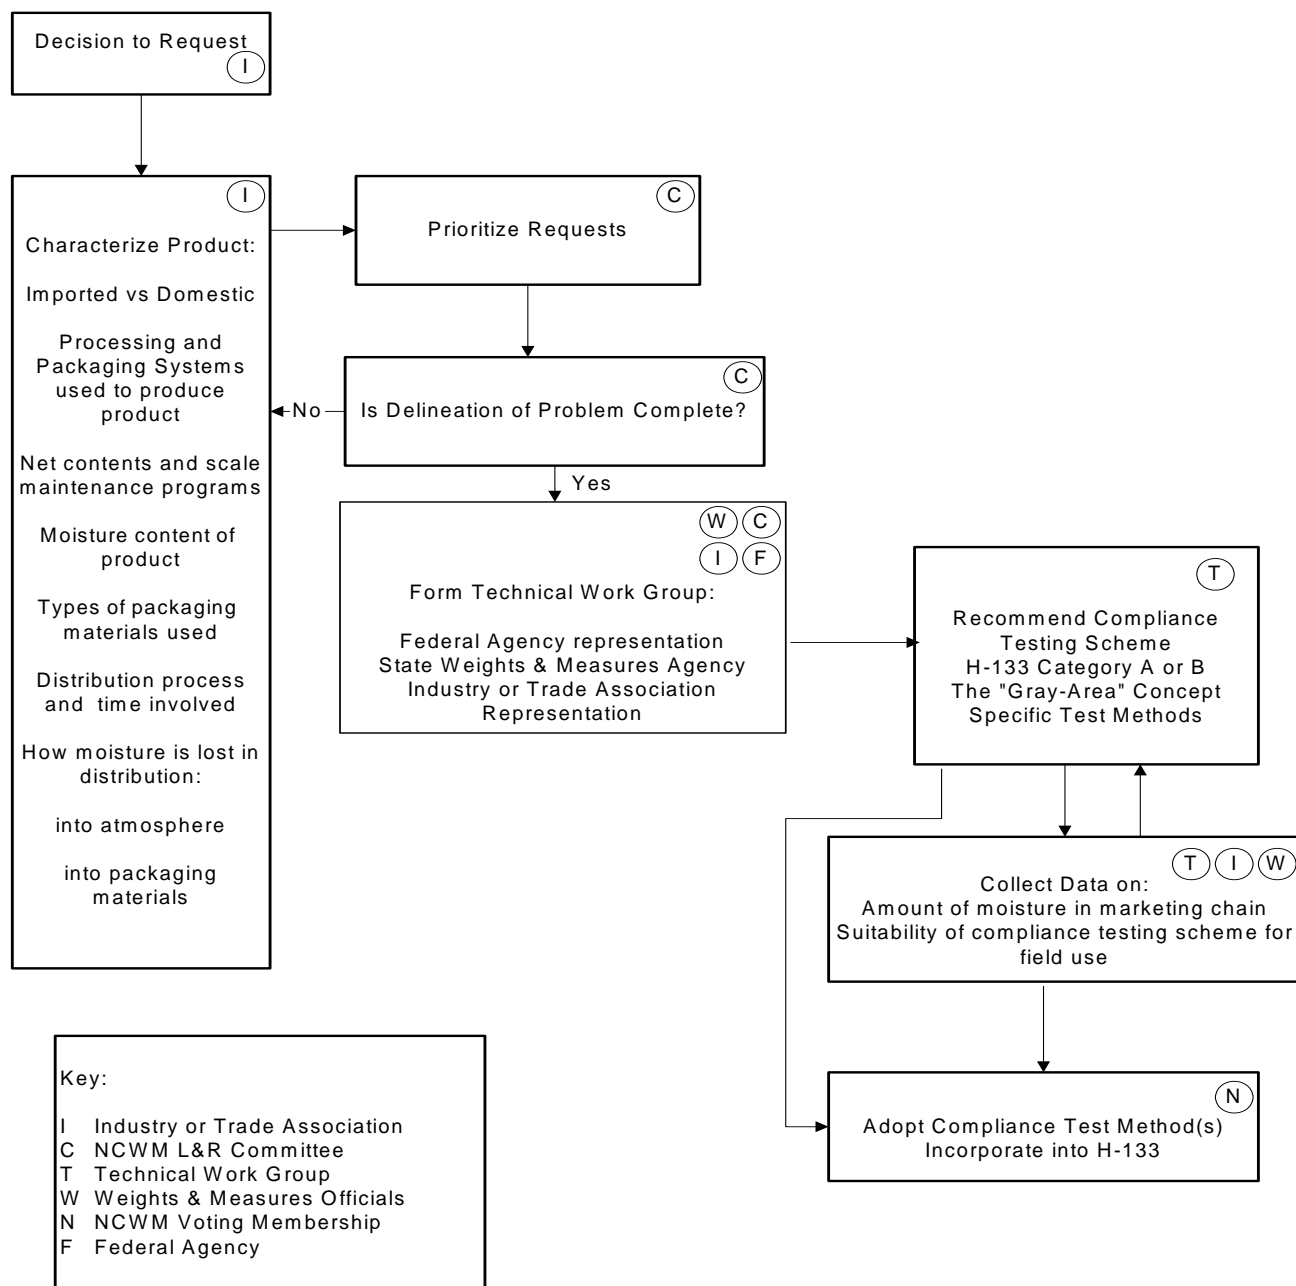 Decision to Request
I
I
Characterize Product:
Imported vs Domestic
Processing and
Packaging Systems
used to produce
product
Net contents and scale
maintenance programs
Moisture content of
product
Types of packaging
materials used
Distribution process
and time involved
How moisture is lost in
distribution:
into atmosphere
into packaging
materials
C
Prioritize Requests
C
Is Delineation of Problem Complete?
No
Yes
W C
I F
Form Technical Work Group:
Federal Agency representation
State Weights & Measures Agency
Industry or Trade Association
Representation
T
Recommend Compliance
Testing Scheme
H-133 Category A or B
The "Gray-Area" Concept
Specific Test Methods
T I W
Collect Data on:
Amount of moisture in marketing chain
Suitability of compliance testing scheme for
field use
N
Adopt Compliance Test Method(s)
Incorporate into H-133
Key:
I Industry or Trade Association
C NCWM L&R Committee
T Technical Work Group
W Weights & Measures Officials
N NCWM Voting Membership
F Federal Agency